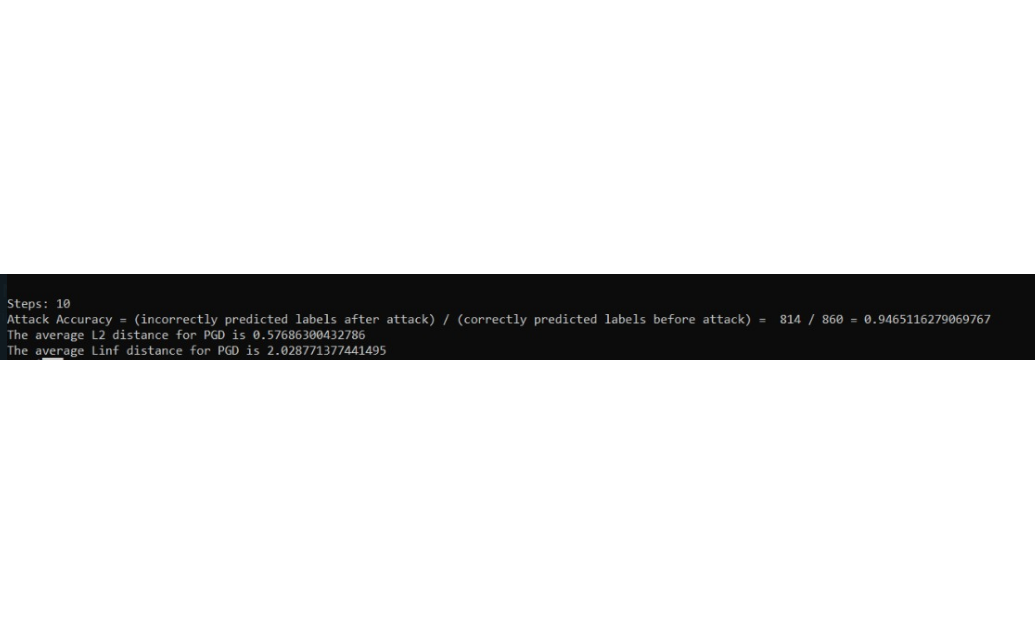 Steps: 10
Attack Accuracy = (incorrectly predicted labels after attack) / (correctly predicted labels before attack) =  814 / 860 = 0.9465116279069767
The average L2 distance for PGD is 0.57686300432786
The average Linf distance for PGD is 2.028771377441495